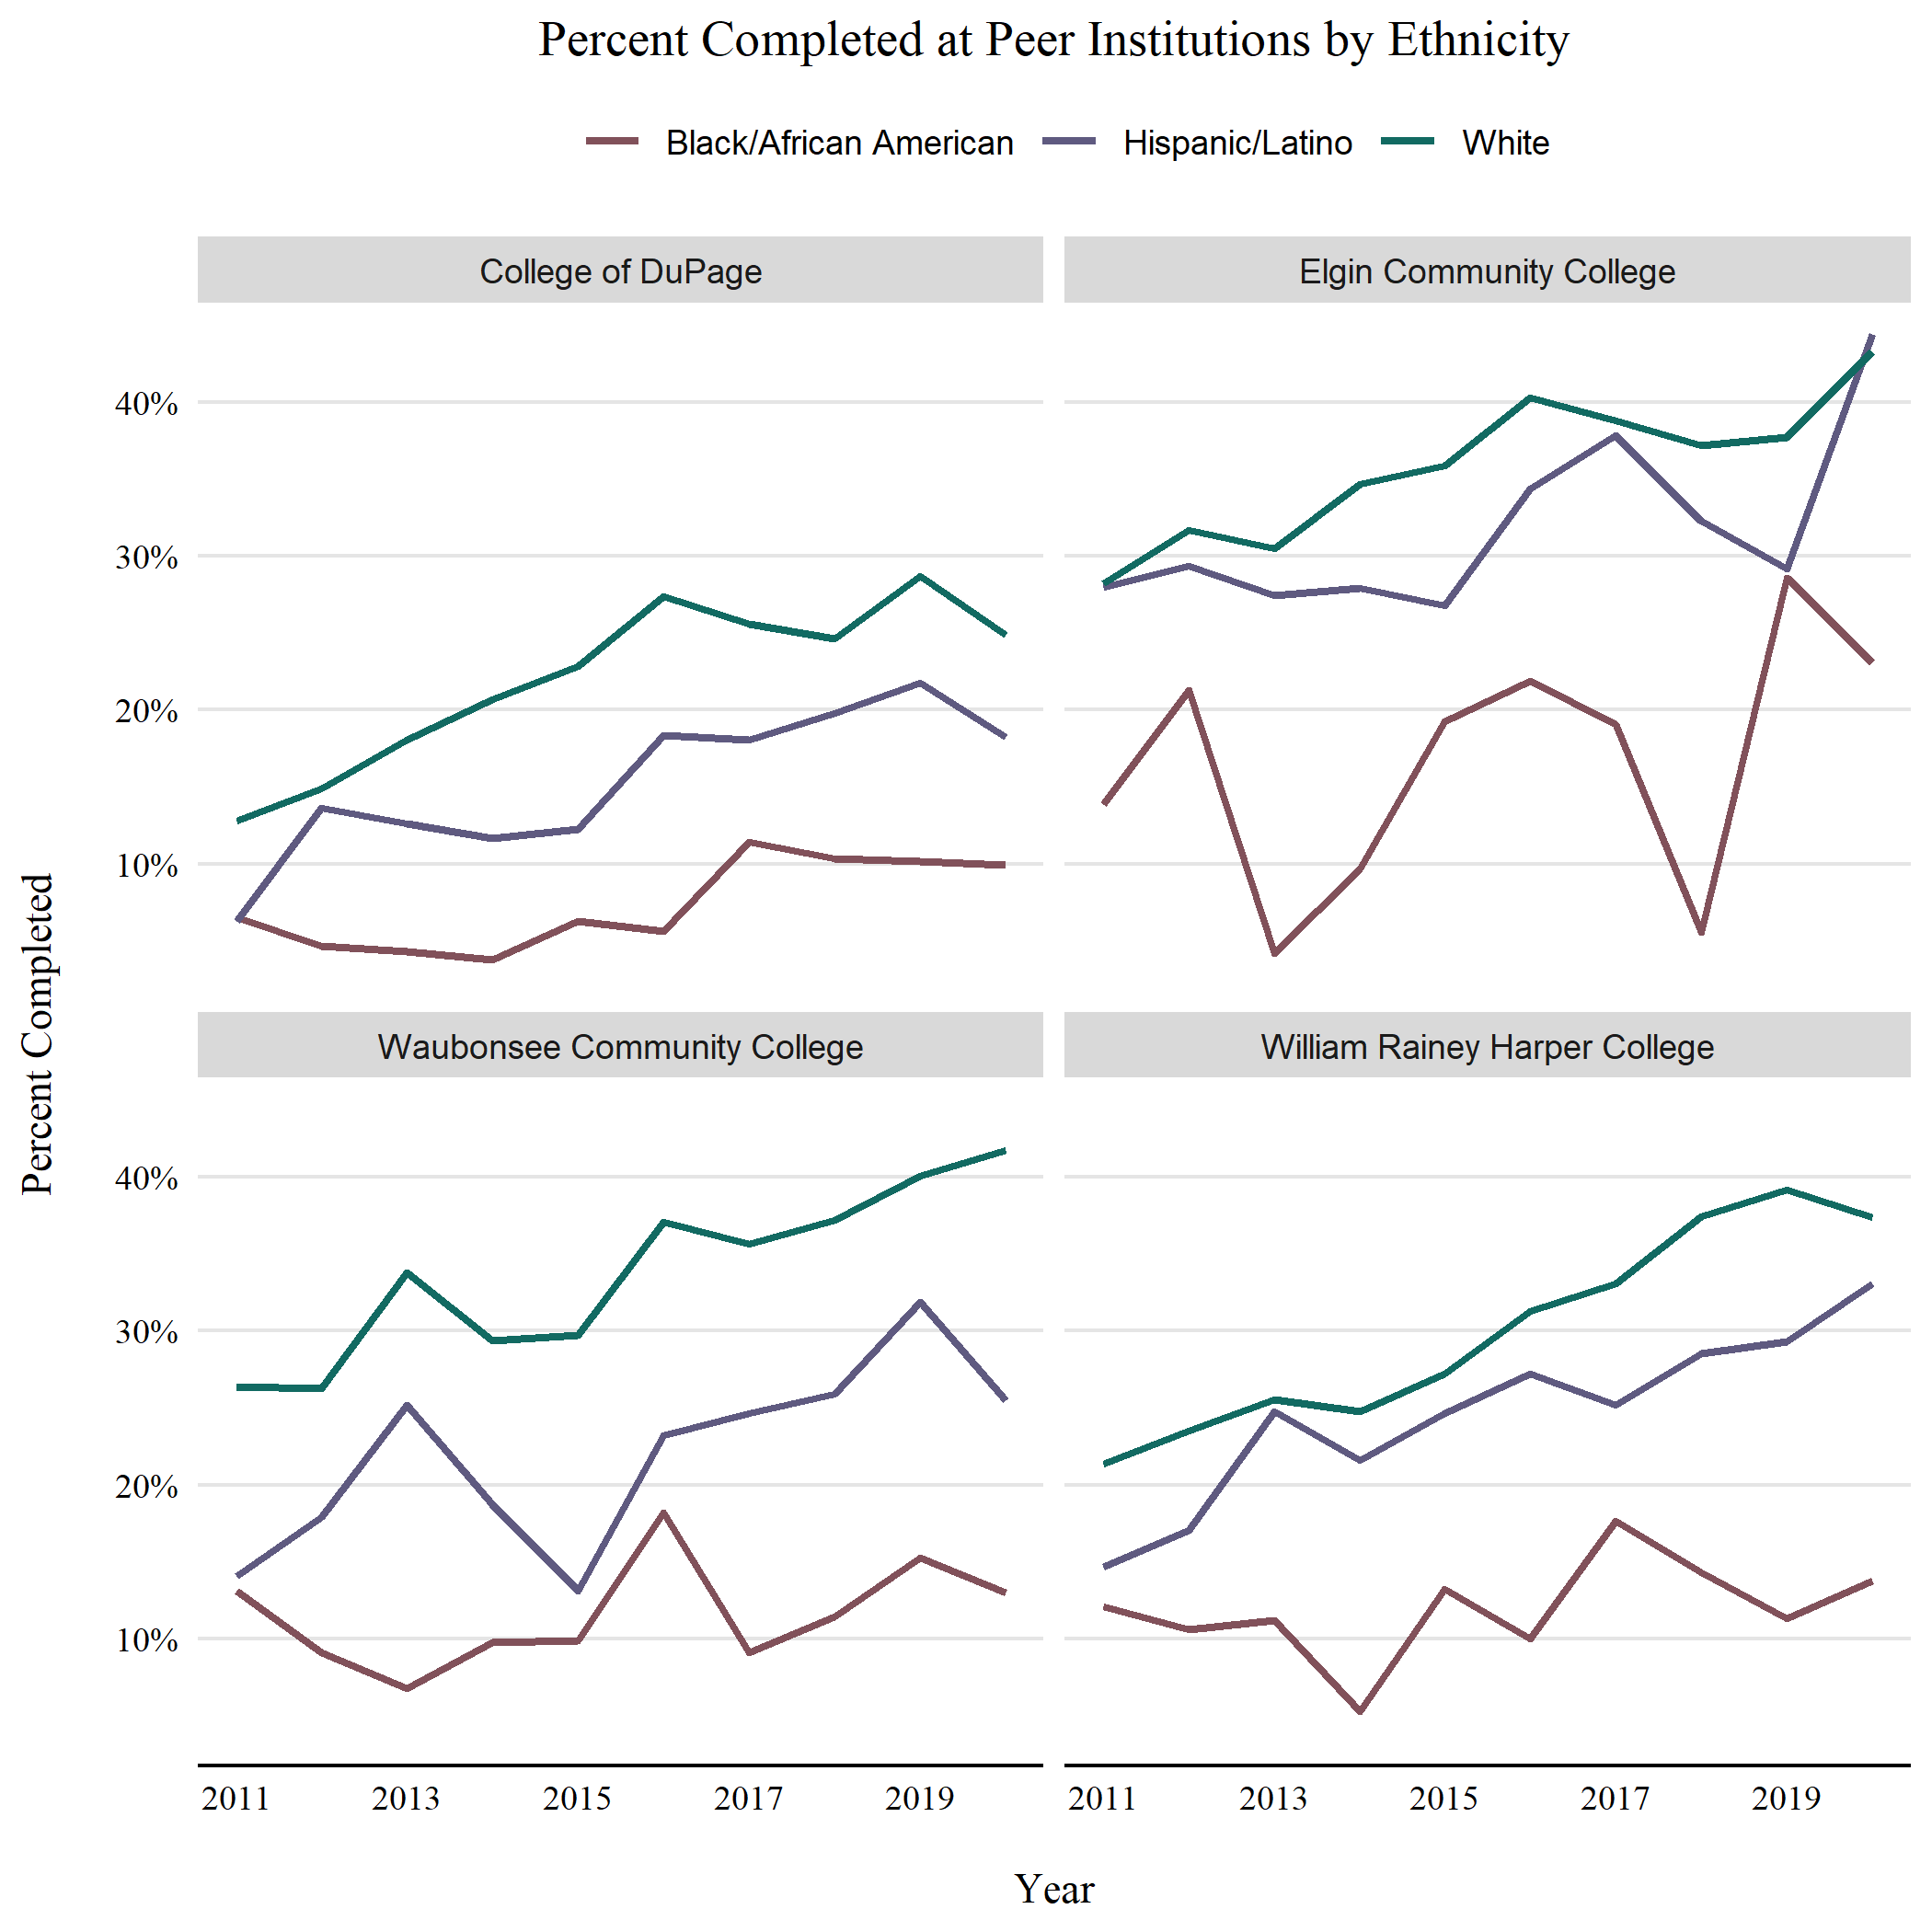 Percent Completed at Peer Institutions by Ethnicity
Black/African American Hispanic/Latino White
College of DuPage
Elgin Community College
40%
30%
20%
10%
Percent Completed
Waubonsee Community College
William Rainey Harper College
40%
30%
20%
10%
2011 2013 2015 2017 2019
2011 2013 2015 2017 2019
Year